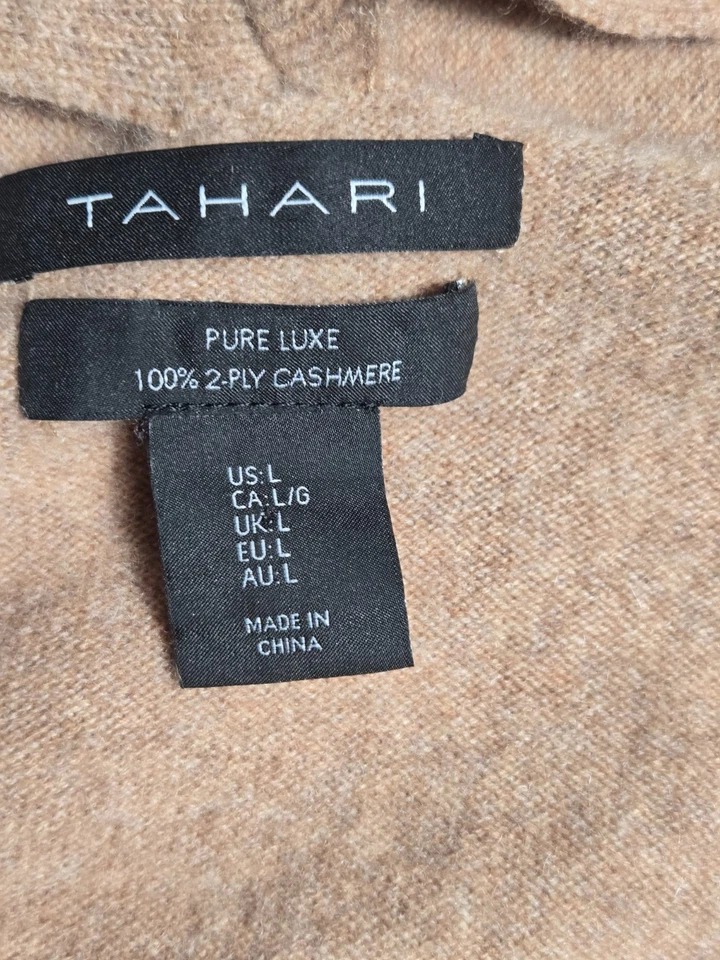 TAHARI
PURE LUXE
100% 2-PLY CASHMERE
US: L
CA: L/G
UK: L
EU: L
AU: L
MADE IN
CHINA